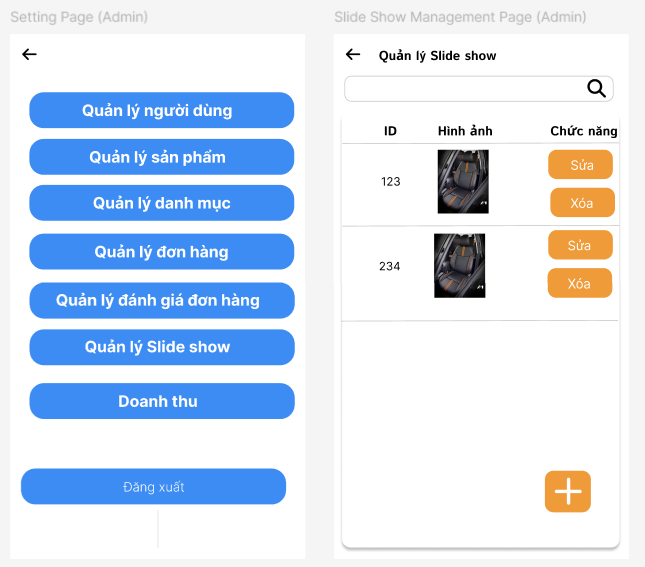 Setting Page (Admin)
Quản lý người dùng
Quản lý sản phẩm
Quản lý danh mục
Quản lý đơn hàng
Quản lý đánh giá đơn hàng
Quản lý Slide show
Doanh thu
Đăng xuất
Slide Show Management Page (Admin)
Quản lý Slide show
ID Hình ảnh Chức năng
123 Sửa
Xóa
234 Sửa
Xóa